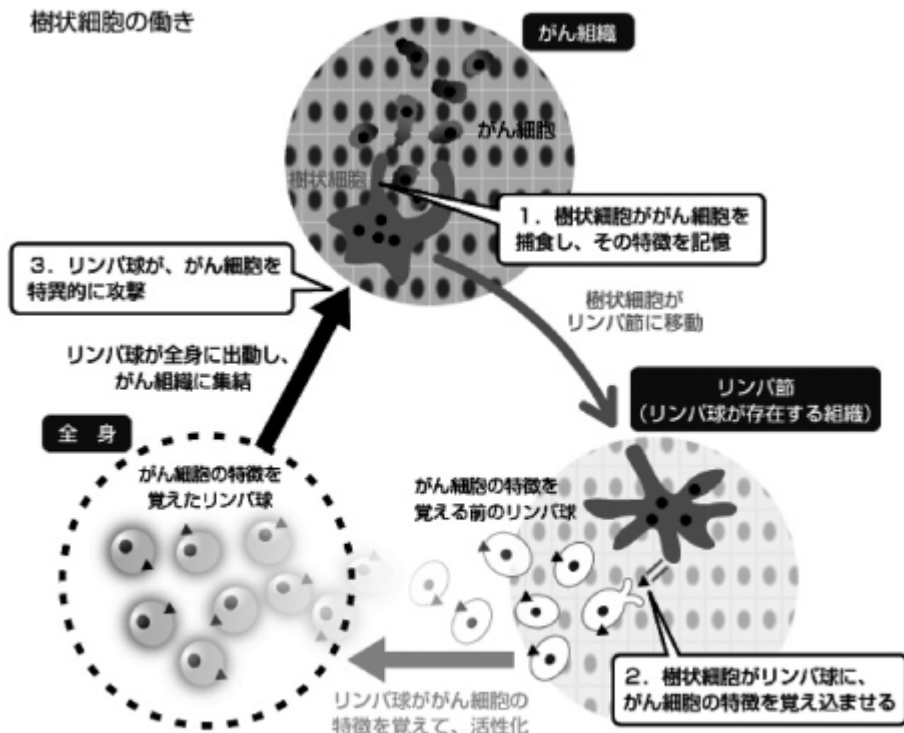 樹状細胞の働き
がん組織
がん細胞
樹状細胞
1．樹状細胞ががん細胞を
捕食し、その特徴を記憶
3．リンパ球が、がん細胞を
特異的に攻撃
樹状細胞が
リンパ節に移動
リンパ球が全身に出動し、
がん組織に集結
リンパ節
（リンパ球が存在する組織）
全 身
がん細胞の特徴を
覚えたリンパ球
がん細胞の特徴を
覚える前のリンパ球
2．樹状細胞がリンパ球に、
がん細胞の特徴を覚え込ませる
リンパ球ががん細胞の
特徴を覚えて、活性化